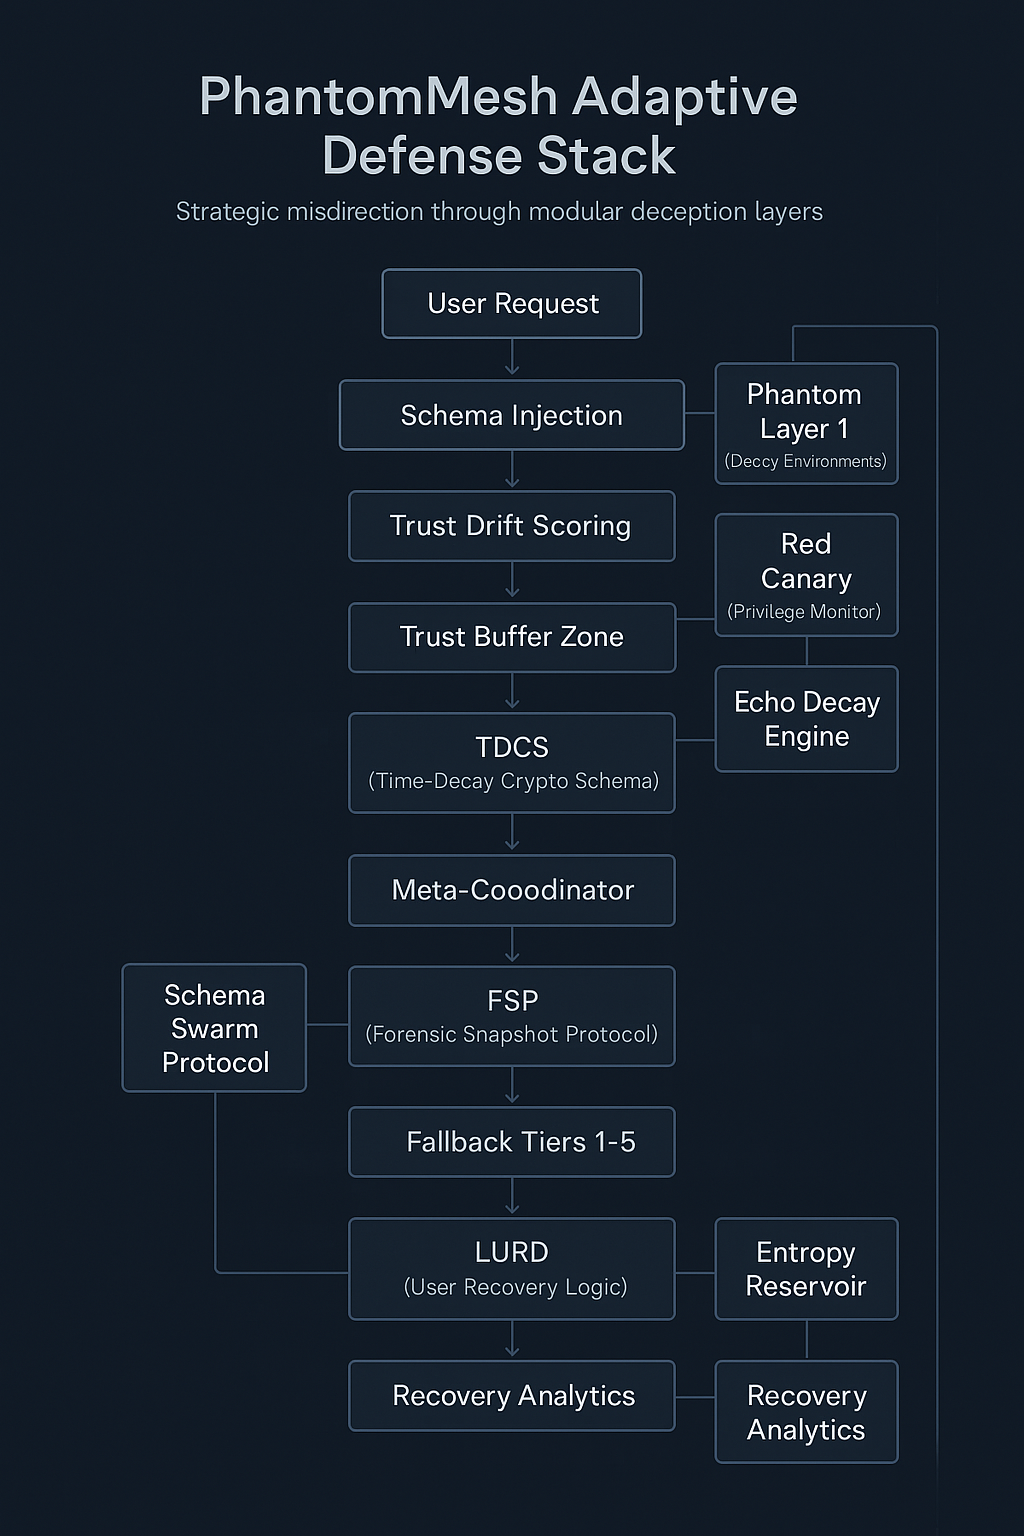 PhantomMesh Adaptive
Defense Stack
Strategic misdirection through modular deception layers
User Request
Schema Injection
Phantom
Layer 1
(Deccy Environments)
Trust Drift Scoring
Red
Canary
(Privilege Monitor)
Trust Buffer Zone
Echo Decay
Engine
TDCS
(Time-Decay Crypto Schema)
Meta-Cooodinator
Schema
Swarm
Protocol
FSP
(Forensic Snapshot Protocol)
Fallback Tiers 1-5
LURD
(User Recovery Logic)
Entropy
Reservoir
Recovery Analytics
Recovery
Analytics